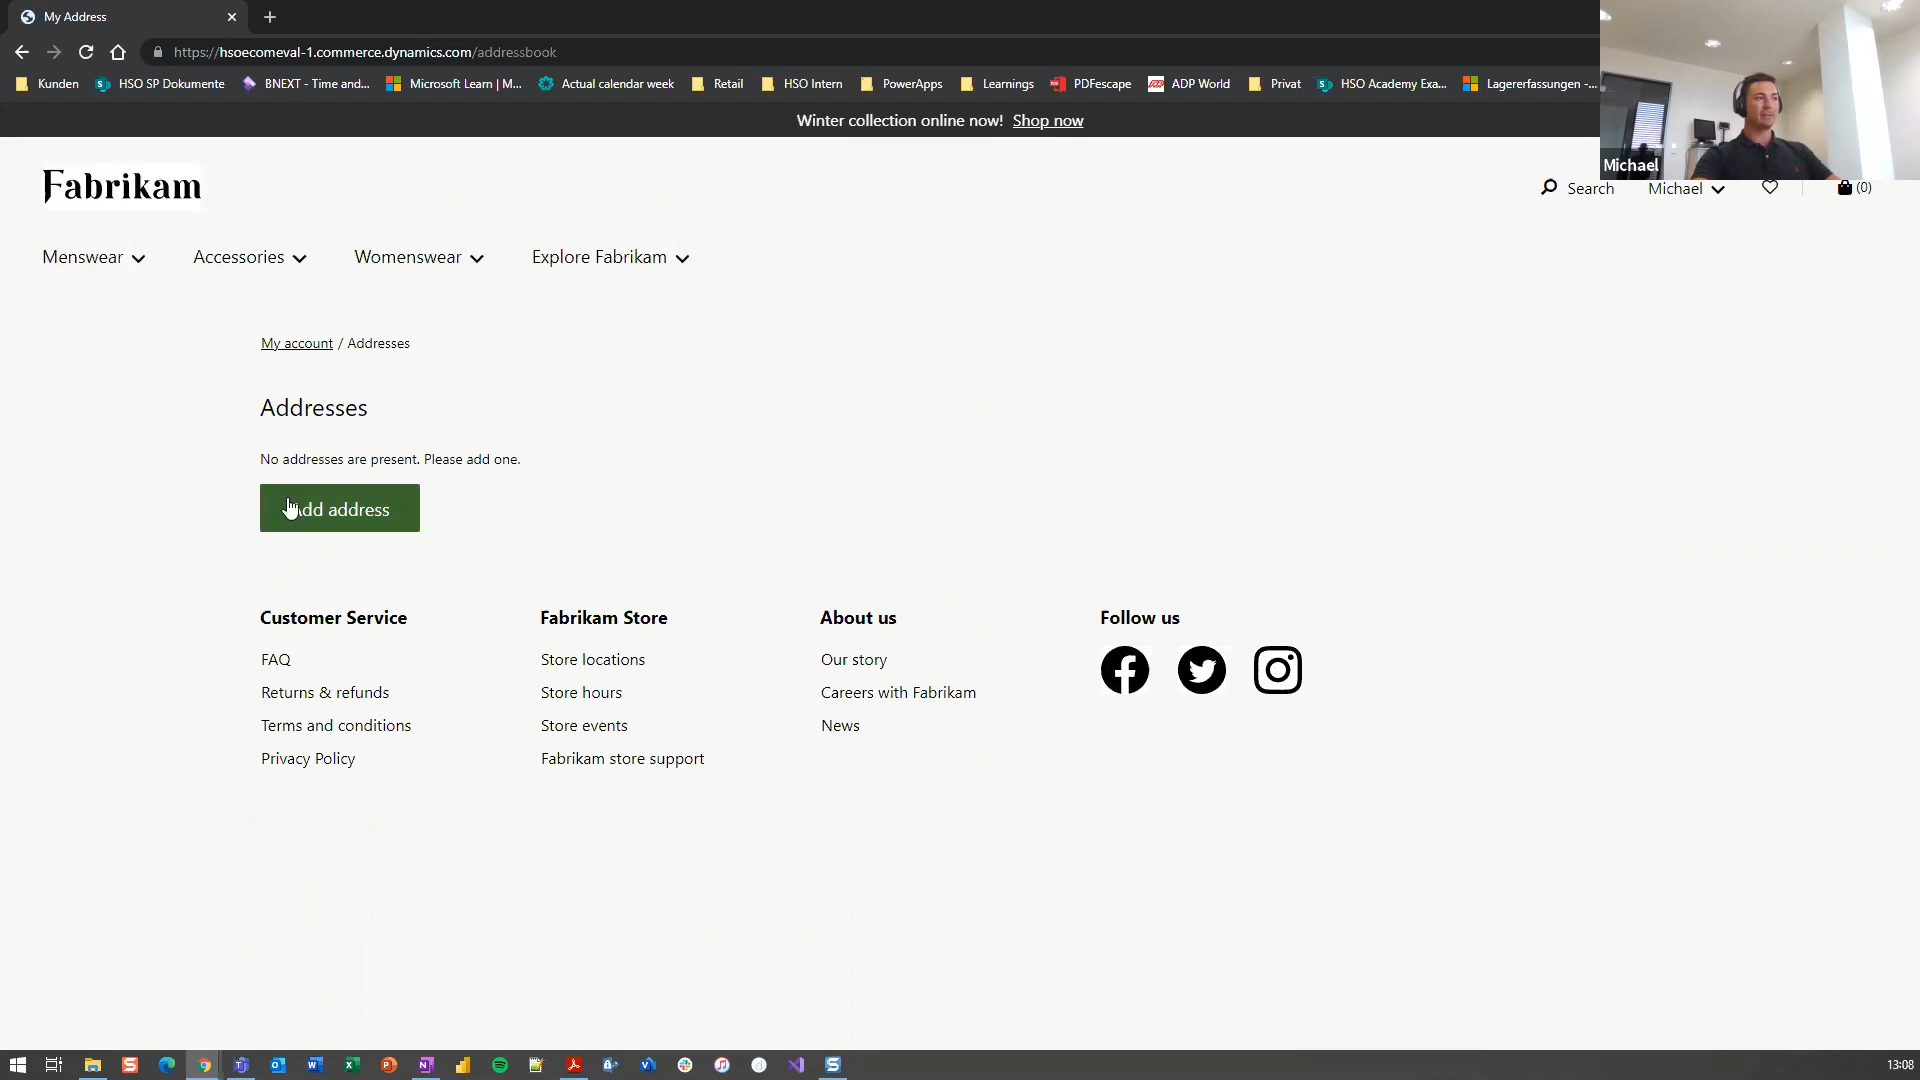 My Address
https://hsoecomeval-1.commerce.dynamics.com/addressbook
Kunden
HSO SP Dokumente
BNEXT - Time and...
Microsoft Learn | M...
Actual calendar week
Retail
HSO Intern
PowerApps
Learnings
PDFescape
ADP World
Privat
HSO Academy Exa...
Lagererfassungen -...
Winter collection online now! Shop now
Michael
Fabrikam
Search
Michael
(0)
Menswear
Accessories
Womenswear
Explore Fabrikam
My account / Addresses
Addresses
No addresses are present. Please add one.
address
Customer Service
FAQ
Returns & refunds
Terms and conditions
Privacy Policy
Fabrikam Store
Store locations
Store hours
Store events
Fabrikam store support
About us
Our story
Careers with Fabrikam
News
Follow us
13:08